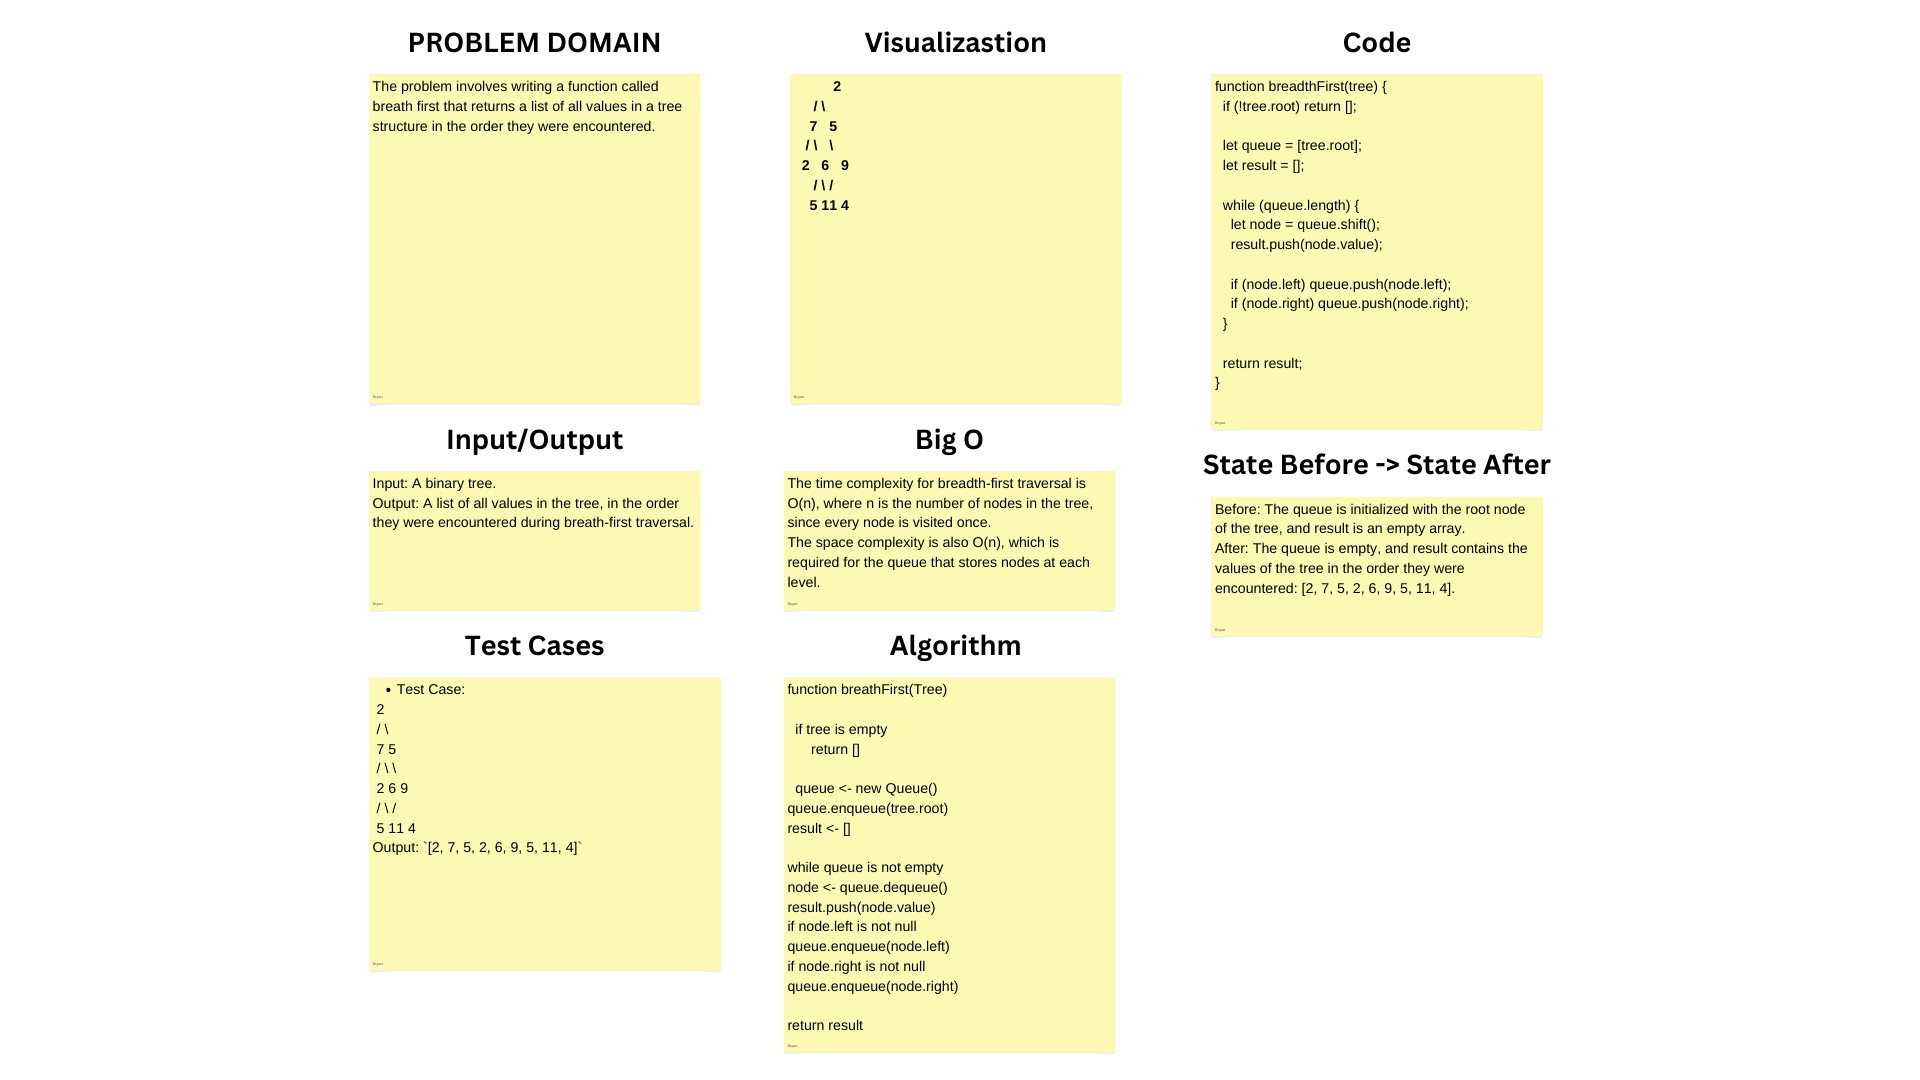 PROBLEM DOMAIN
The problem involves writing a function called
breath first that returns a list of all values in a tree
structure in the order they were encountered.
Bryan
Input/Output
Input: A binary tree.
Output: A list of all values in the tree, in the order
they were encountered during breath-first traversal.
Bryan
Test Cases
• Test Case:
2
/ \
7 5
/ \ \
2 6 9
/ \ /
5 11 4
Output: `[2, 7, 5, 2, 6, 9, 5, 11, 4]`
Bryan
Visualizastion
2
/ \
7 5
/ \ \
2 6 9
/ \ /
5 11 4
Bryan
Big O
The time complexity for breadth-first traversal is
O(n), where n is the number of nodes in the tree,
since every node is visited once.
The space complexity is also O(n), which is
required for the queue that stores nodes at each
level.
Bryan
Algorithm
function breathFirst(Tree)
if tree is empty
return []
queue <- new Queue()
queue.enqueue(tree.root)
result <- []
while queue is not empty
node <- queue.dequeue()
result.push(node.value)
if node.left is not null
queue.enqueue(node.left)
if node.right is not null
queue.enqueue(node.right)
return result
Bryan
Code
function breadthFirst(tree) {
if (!tree.root) return [];
let queue = [tree.root];
let result = [];
while (queue.length) {
let node = queue.shift();
result.push(node.value);
if (node.left) queue.push(node.left);
if (node.right) queue.push(node.right);
}
return result;
}
Bryan
State Before -> State After
Before: The queue is initialized with the root node
of the tree, and result is an empty array.
After: The queue is empty, and result contains the
values of the tree in the order they were
encountered: [2, 7, 5, 2, 6, 9, 5, 11, 4].
Bryan